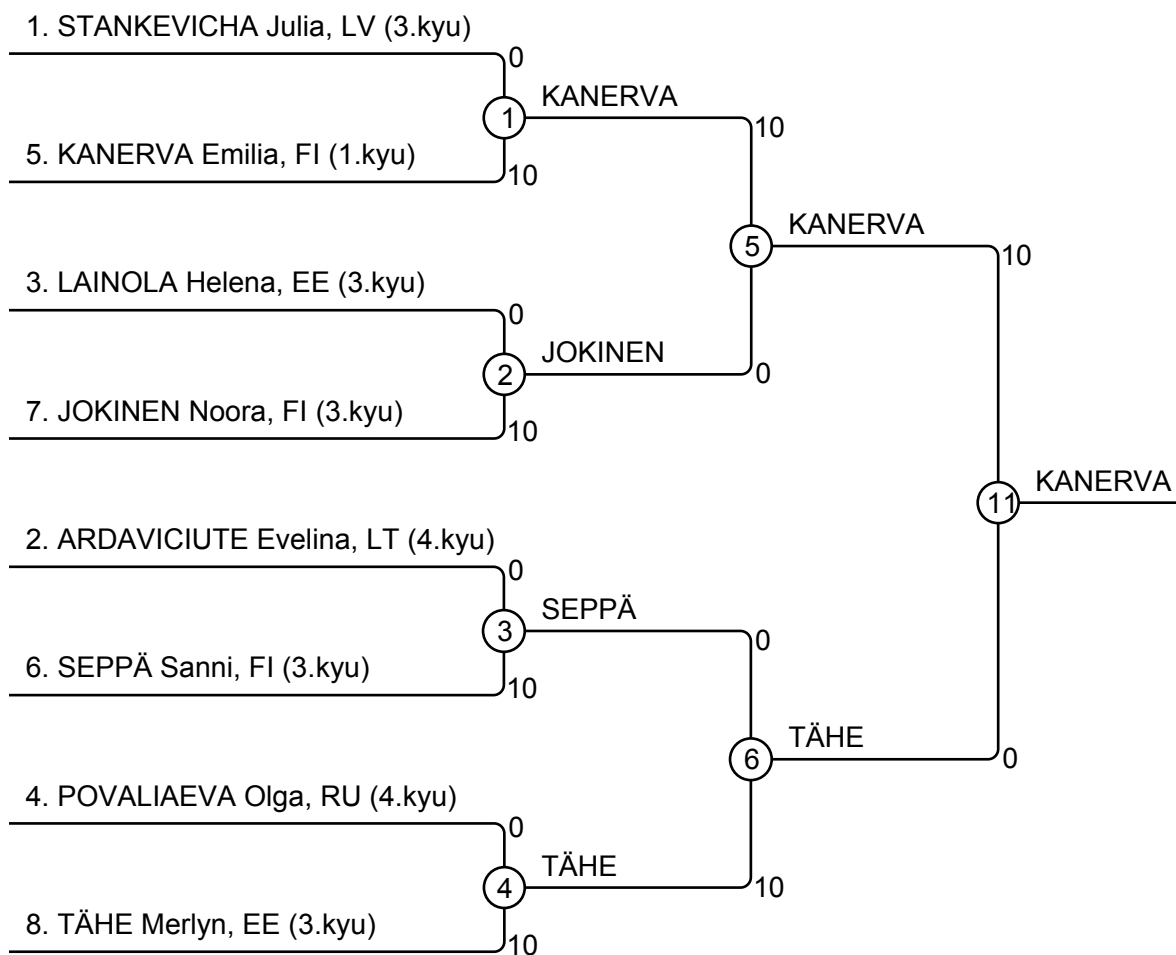 1. STANKEVICHA Julia, LV (3.kyu)
0
KANERVA
1
10
5. KANERVA Emilia, FI (1.kyu)
10
KANERVA
5
10
3. LAINOLA Helena, EE (3.kyu)
0
JOKINEN
2
0
7. JOKINEN Noora, FI (3.kyu)
10
KANERVA
11
2. ARDAVICIUTE Evelina, LT (4.kyu)
0
SEPPÄ
3
0
6. SEPPÄ Sanni, FI (3.kyu)
10
TÄHE
6
0
4. POVALIAEVA Olga, RU (4.kyu)
0
TÄHE
4
10
8. TÄHE Merlyn, EE (3.kyu)
10